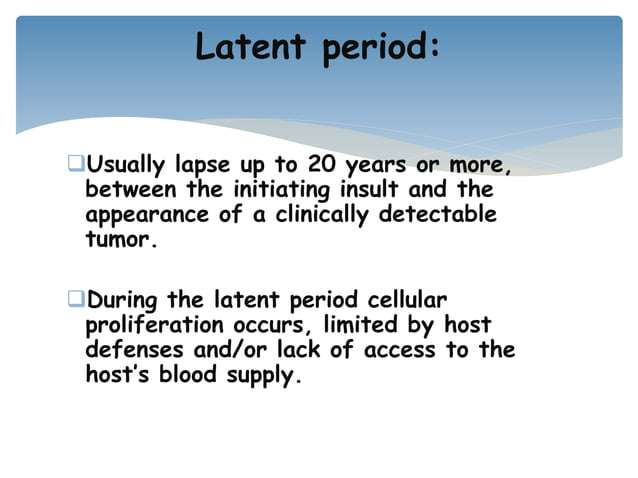 Latent period:
❑Usually lapse up to 20 years or more,
between the initiating insult and the
appearance of a clinically detectable
tumor.
❑During the latent period cellular
proliferation occurs, limited by host
defenses and/or lack of access to the
host’s blood supply.